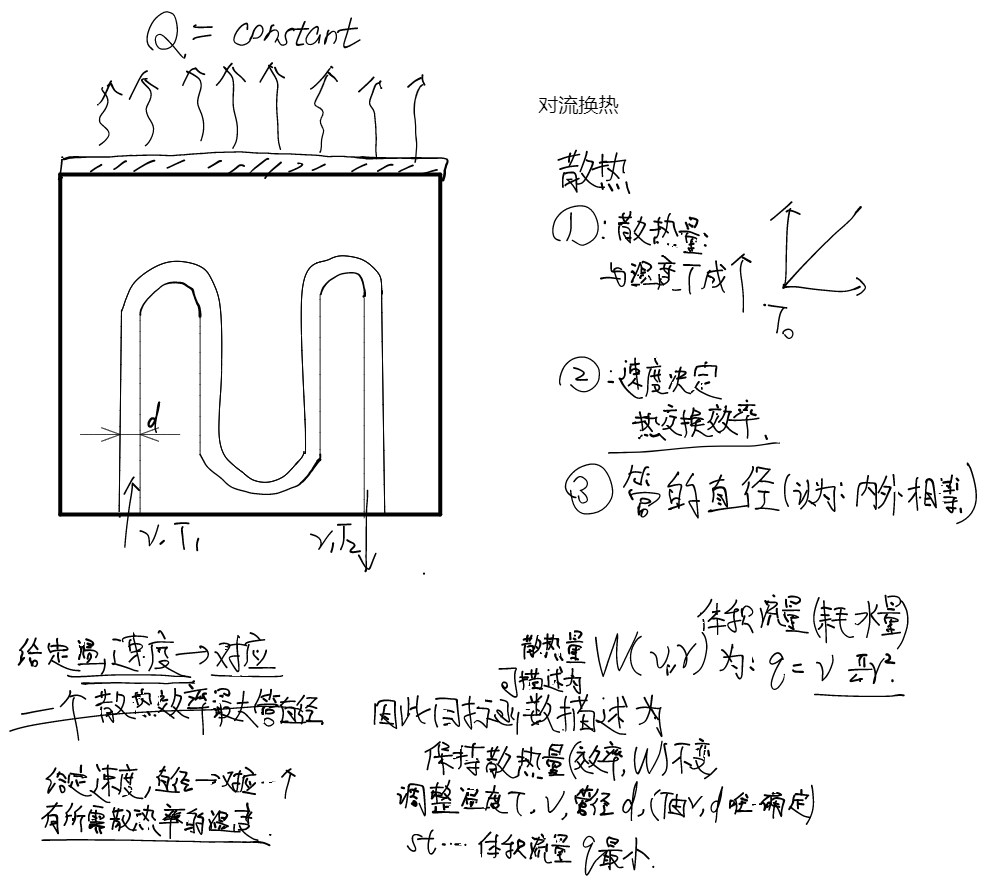 Q = constant
对流换热
散热
①: 散热量:
与温度T成↑
T₀
②: 速度决定
热交换效率.
③ 管的直径(认为: 内外相等)
d
v. T₁
v, T₂
给定温, 速度→对应
一个散热效率最大管直径
给定速度, 直径→对应…个
有所需散热率的温度.
体积流量(耗水量)
散热量
可描述为
W(v,r) 为: q = v π/4 r².
因此目标函数描述为
保持散热量(效率, W)不变
调整温度T, v, 管径d, (T由v, d唯一确定)
st.... 体积流量q最小.